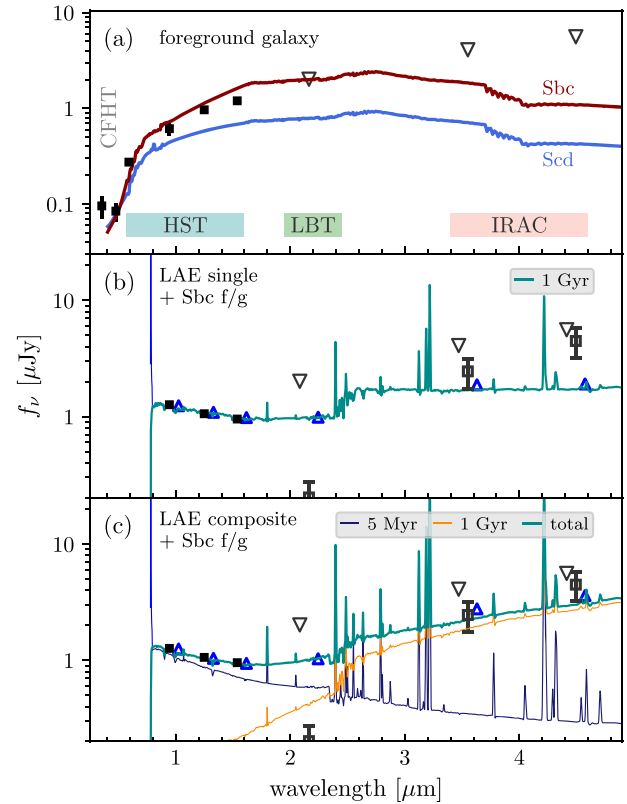 10
(a) foreground galaxy
CFHT
Sbc
1
Scd
0.1
HST LBT IRAC
(b) LAE single
+ Sbc f/g
1 Gyr
10
1
f_ν [μJy]
(c) LAE composite
+ Sbc f/g
5 Myr 1 Gyr total
10
1
1 2 3 4
wavelength [μm]